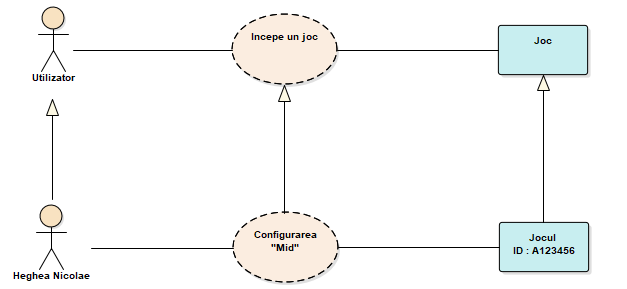 Incepe un joc
Joc
Utilizator
Configurarea
"Mid"
Jocul
ID : A123456
Heghea Nicolae